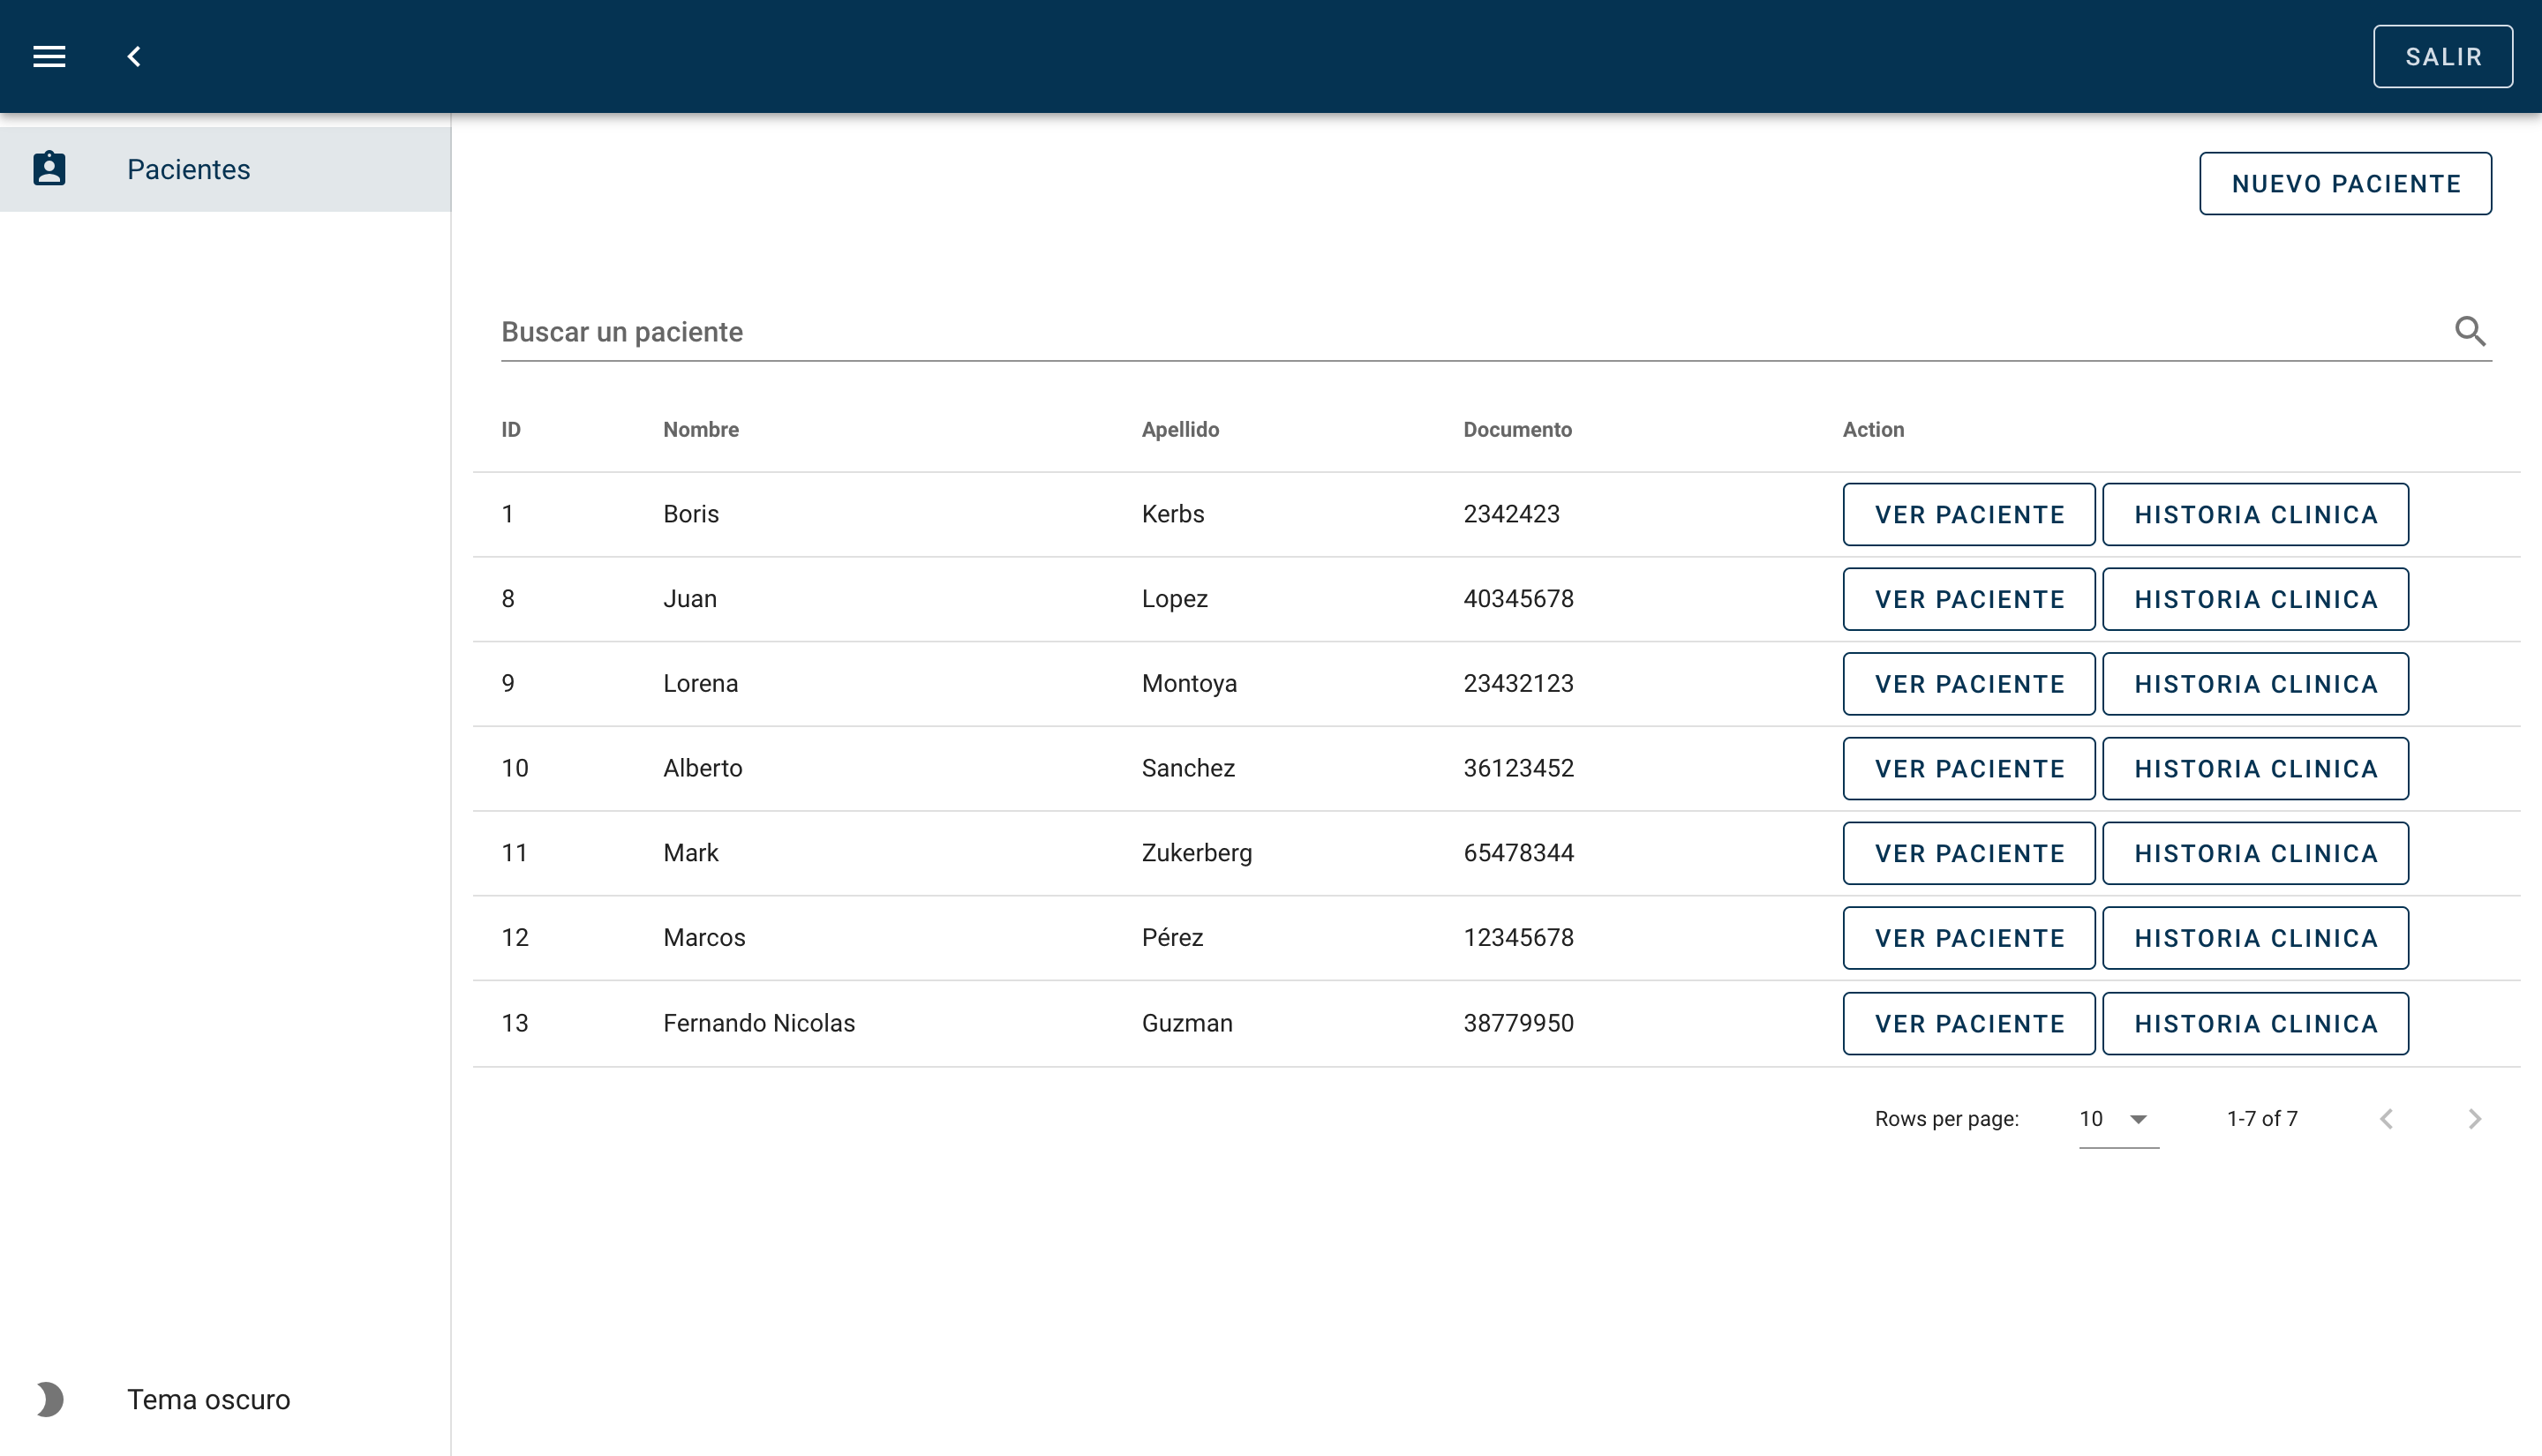 SALIR
Pacientes
NUEVO PACIENTE
Buscar un paciente
ID Nombre Apellido Documento Action
1 Boris Kerbs 2342423 VER PACIENTE HISTORIA CLINICA
8 Juan Lopez 40345678 VER PACIENTE HISTORIA CLINICA
9 Lorena Montoya 23432123 VER PACIENTE HISTORIA CLINICA
10 Alberto Sanchez 36123452 VER PACIENTE HISTORIA CLINICA
11 Mark Zukerberg 65478344 VER PACIENTE HISTORIA CLINICA
12 Marcos Pérez 12345678 VER PACIENTE HISTORIA CLINICA
13 Fernando Nicolas Guzman 38779950 VER PACIENTE HISTORIA CLINICA
Rows per page: 10 1-7 of 7
Tema oscuro